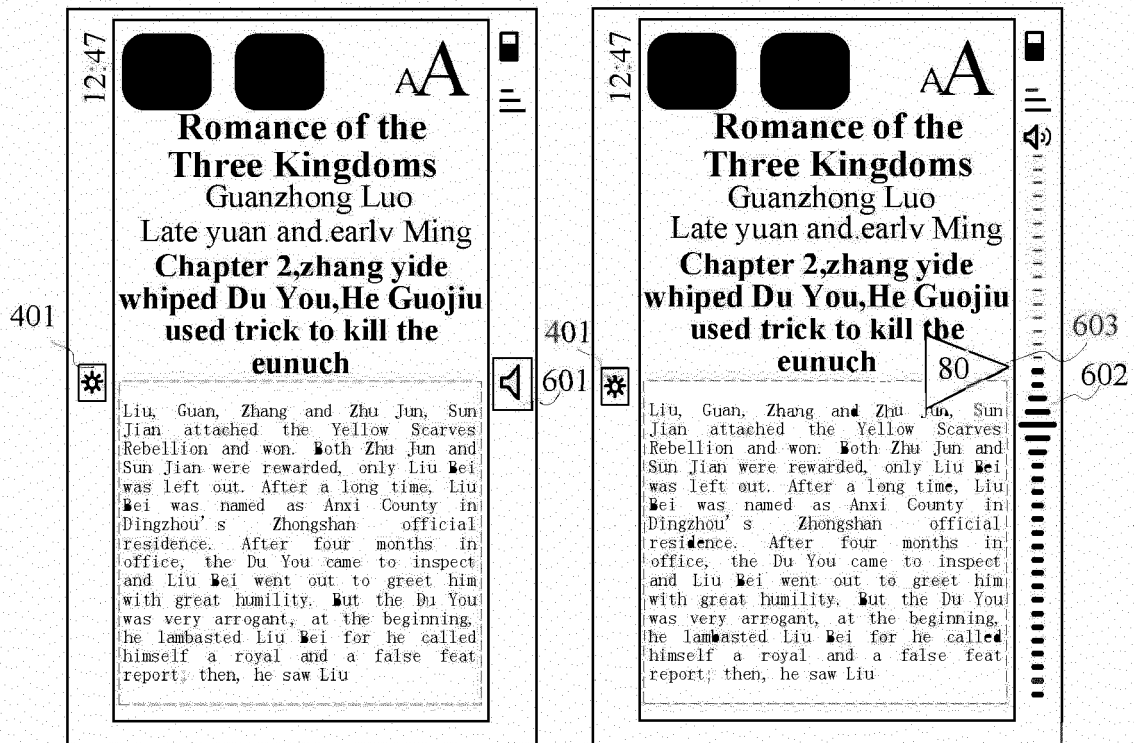 12:47
AA
Romance of the
Three Kingdoms
Guanzhong Luo
Late yuan and.earlv Ming
Chapter 2,zhang yide
whiped Du You,He Guojiu
used trick to kill the
eunuch
401
601
Liu, Guan, Zhang and Zhu Jun, Sun
Jian attached the Yellow Scarves
Rebellion and won. Both Zhu Jun and
Sun Jian were rewarded, only Liu Bei
was left out. After a long time, Liu
Bei was named as Anxi County in
Dingzhou's Zhongshan official
residence. After four months in
office, the Du You came to inspect
and Liu Bei went out to greet him
with great humility. But the Du You
was very arrogant, at the beginning,
he lambasted Liu Bei for he called
himself a royal and a false feat
report; then, he saw Liu
12:47
AA
Romance of the
Three Kingdoms
Guanzhong Luo
Late yuan and.earlv Ming
Chapter 2,zhang yide
whiped Du You,He Guojiu
used trick to kill the
eunuch
401
80
603
602
Liu, Guan, Zhang and Zhu Jun, Sun
Jian attached the Yellow Scarves
Rebellion and won. Both Zhu Jun and
Sun Jian were rewarded, only Liu Bei
was left out. After a long time, Liu
Bei was named as Anxi County in
Dingzhou's Zhongshan official
residence. After four months in
office, the Du You came to inspect
and Liu Bei went out to greet him
with great humility. But the Du You
was very arrogant, at the beginning,
he lambasted Liu Bei for he called
himself a royal and a false feat
report; then, he saw Liu